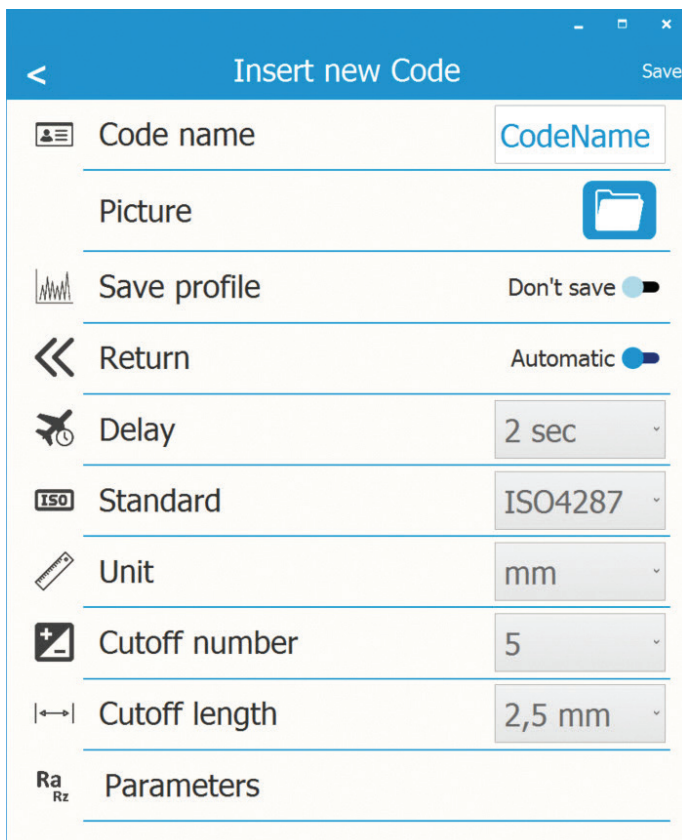 < Insert new Code Save
Code name CodeName
Picture
Save profile Don't save
Return Automatic
Delay 2 sec
ISO Standard ISO4287
Unit mm
Cutoff number 5
Cutoff length 2,5 mm
Ra Rz Parameters